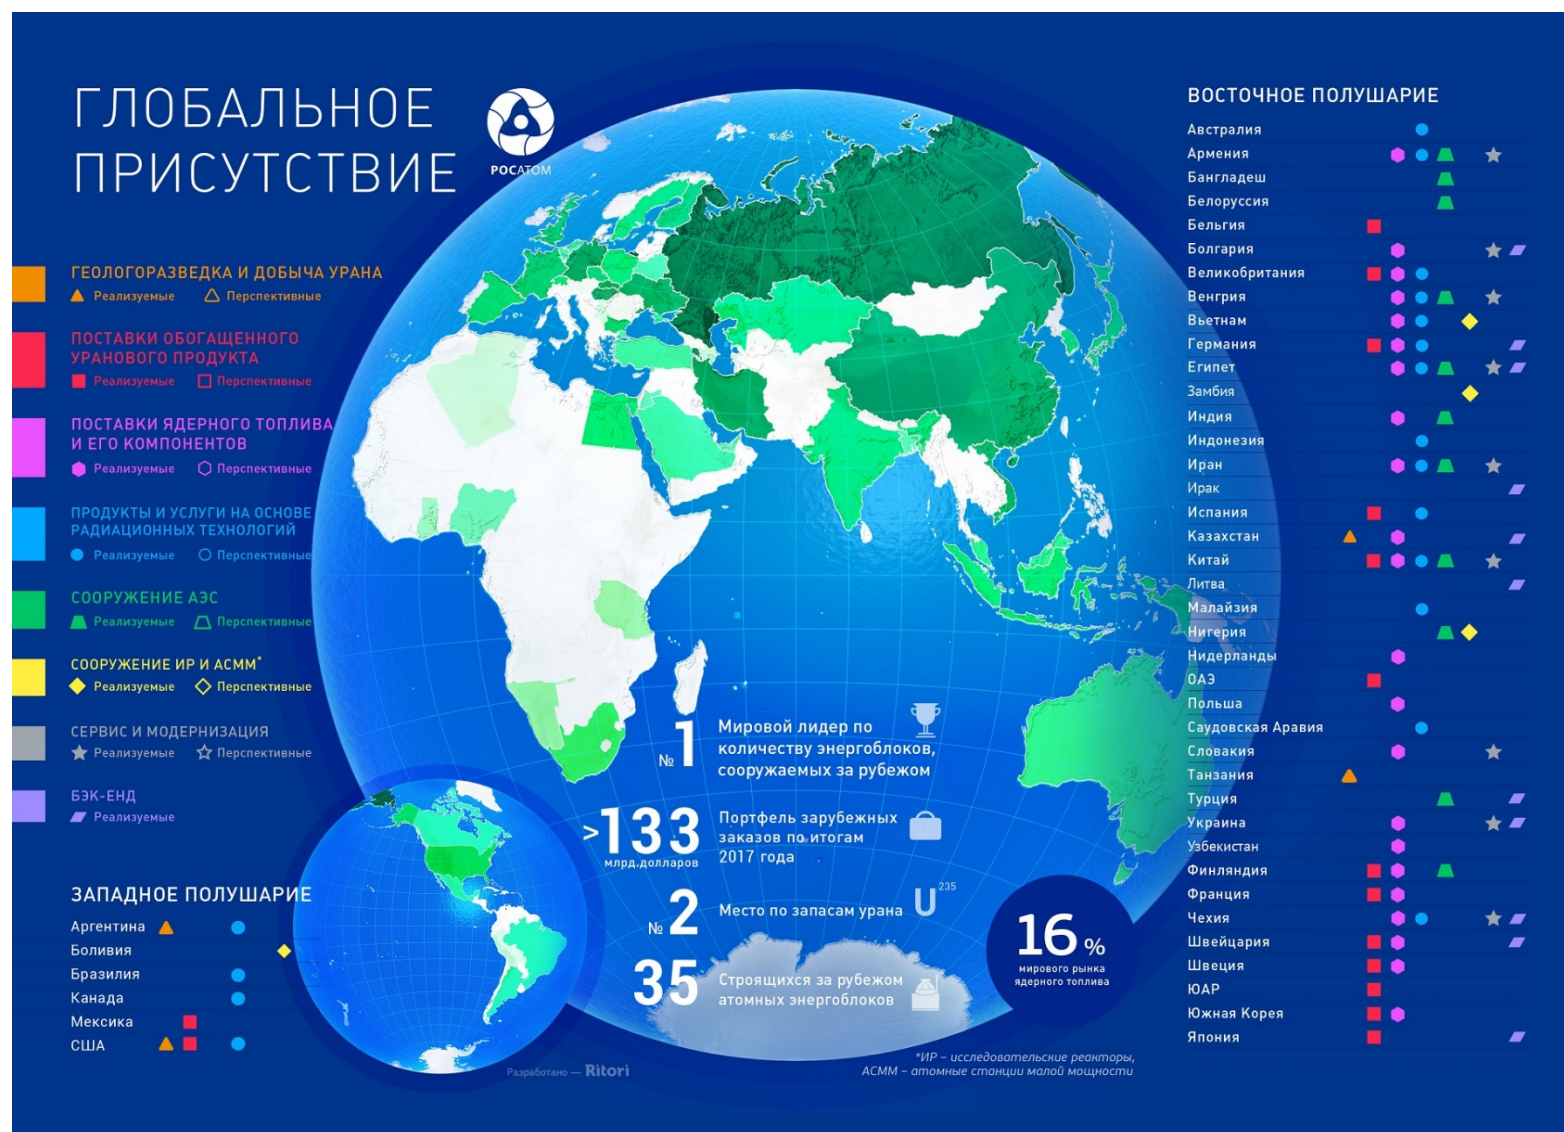 ГЛОБАЛЬНОЕ
ПРИСУТСТВИЕ
РОСАТОМ
ГЕОЛОГОРАЗВЕДКА И ДОБЫЧА УРАНА
Реализуемые Перспективные
ПОСТАВКИ ОБОГАЩЕННОГО
УРАНОВОГО ПРОДУКТА
Реализуемые Перспективные
ПОСТАВКИ ЯДЕРНОГО ТОПЛИВА
И ЕГО КОМПОНЕНТОВ
Реализуемые Перспективные
ПРОДУКТЫ И УСЛУГИ НА ОСНОВЕ
РАДИАЦИОННЫХ ТЕХНОЛОГИЙ
Реализуемые Перспективные
СООРУЖЕНИЕ АЭС
Реализуемые Перспективные
СООРУЖЕНИЕ ИР И АСММ*
Реализуемые Перспективные
СЕРВИС И МОДЕРНИЗАЦИЯ
Реализуемые Перспективные
БЭК-ЕНД
Реализуемые
ЗАПАДНОЕ ПОЛУШАРИЕ
Аргентина
Боливия
Бразилия
Канада
Мексика
США
№1
Мировой лидер по
количеству энергоблоков,
сооружаемых за рубежом
>133
млрд.долларов
Портфель зарубежных
заказов по итогам
2017 года
№2
Место по запасам урана
U235
35
Строящихся за рубежом
атомных энергоблоков
16 %
мирового рынка
ядерного топлива
*ИР – исследовательские реакторы,
АСММ – атомные станции малой мощности
Разработано — Ritori
ВОСТОЧНОЕ ПОЛУШАРИЕ
Австралия
Армения
Бангладеш
Белоруссия
Бельгия
Болгария
Великобритания
Венгрия
Вьетнам
Германия
Египет
Замбия
Индия
Индонезия
Иран
Ирак
Испания
Казахстан
Китай
Литва
Малайзия
Нигерия
Нидерланды
ОАЭ
Польша
Саудовская Аравия
Словакия
Танзания
Турция
Украина
Узбекистан
Финляндия
Франция
Чехия
Швейцария
Швеция
ЮАР
Южная Корея
Япония